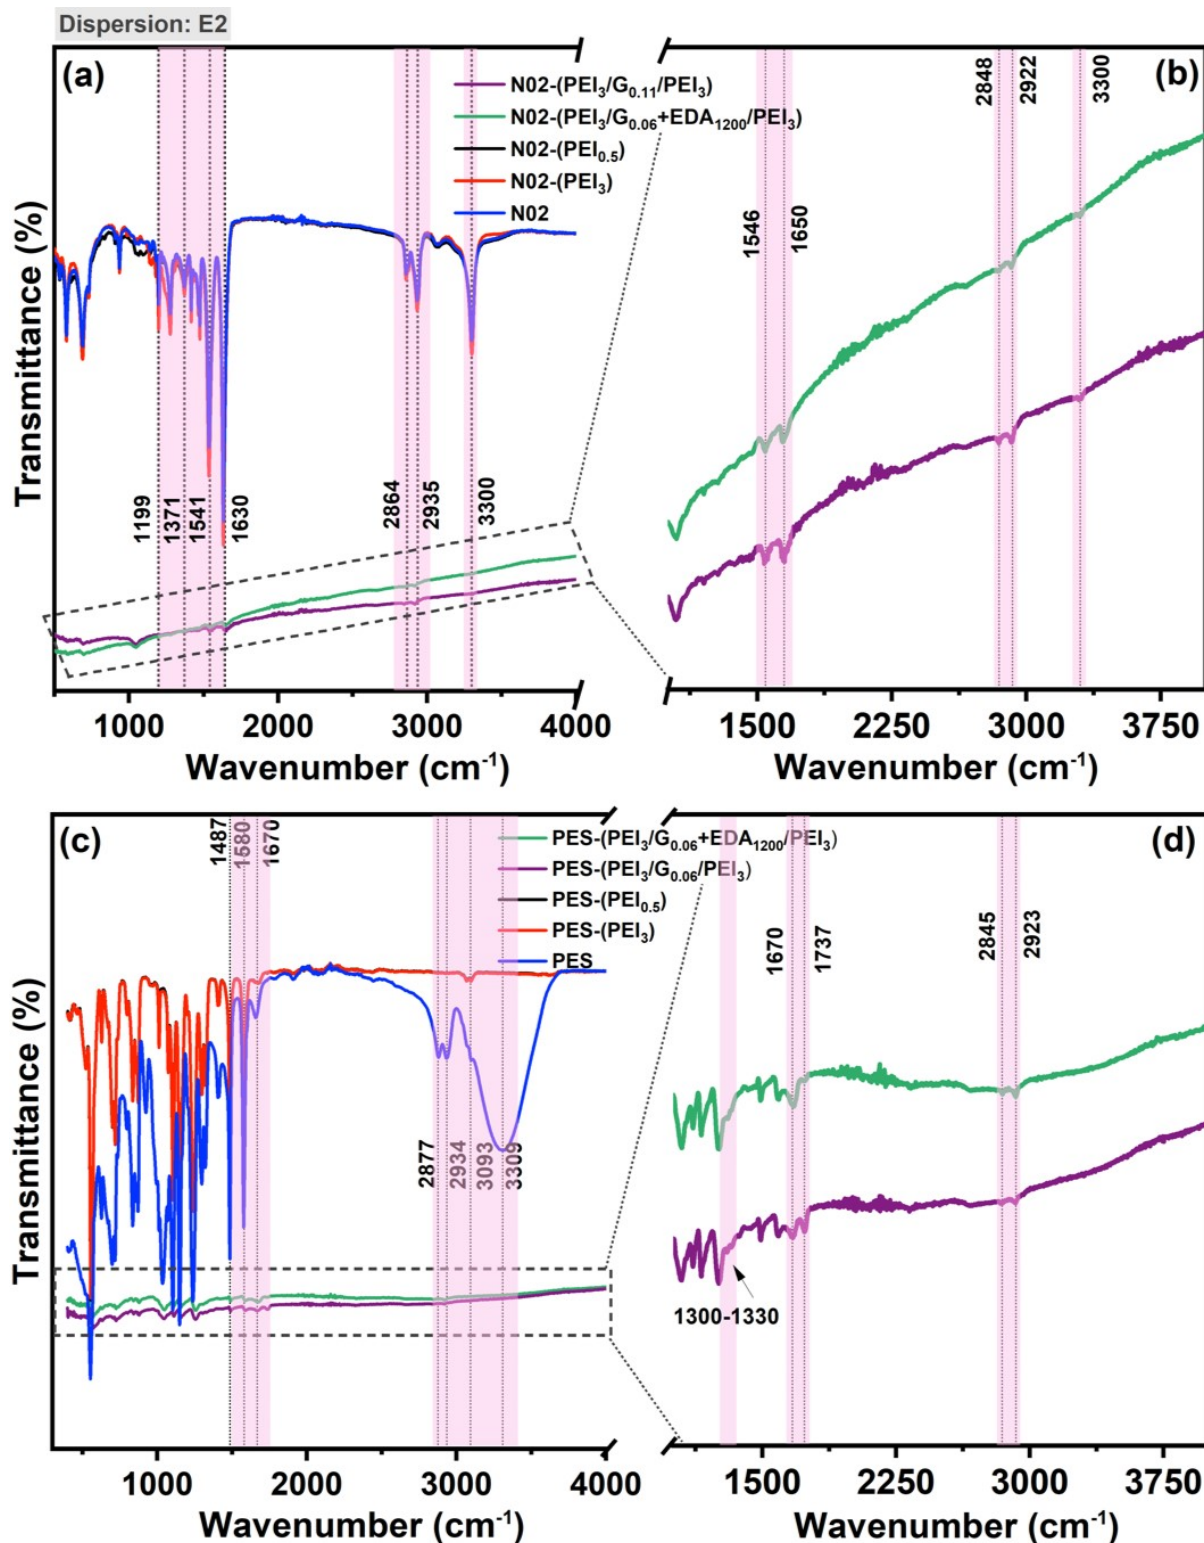 Dispersion: E2
(a)
N02-(PEI₃/G₀.₁₁/PEI₃)
N02-(PEI₃/G₀.₀₆+EDA₁₂₀₀/PEI₃)
N02-(PEI₀.₅)
N02-(PEI₃)
N02
1199
1371
1541
1630
2864
2935
3300
Transmittance (%)
1000 2000 3000 4000
Wavenumber (cm⁻¹)
(b)
1546
1650
2848
2922
3300
1500 2250 3000 3750
Wavenumber (cm⁻¹)
(c)
1487
1580
1670
PES-(PEI₃/G₀.₀₆+EDA₁₂₀₀/PEI₃)
PES-(PEI₃/G₀.₀₆/PEI₃)
PES-(PEI₀.₅)
PES-(PEI₃)
PES
2877
2934
3093
3309
Transmittance (%)
1000 2000 3000 4000
Wavenumber (cm⁻¹)
(d)
1670
1737
2845
2923
1300-1330
1500 2250 3000 3750
Wavenumber (cm⁻¹)